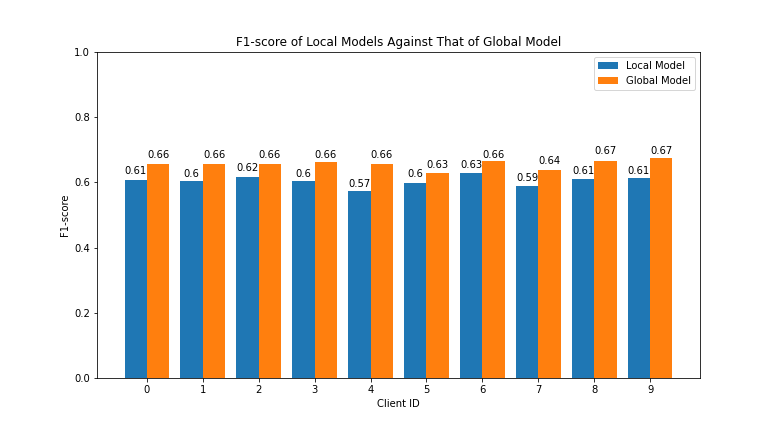 F1-score of Local Models Against That of Global Model
1.0
0.8
0.6
0.4
0.2
0.0
F1-score
Local Model
Global Model
0.61 0.66 0.6 0.66 0.62 0.66 0.6 0.66 0.57 0.66 0.6 0.63 0.63 0.66 0.59 0.64 0.61 0.67 0.61 0.67
0 1 2 3 4 5 6 7 8 9
Client ID